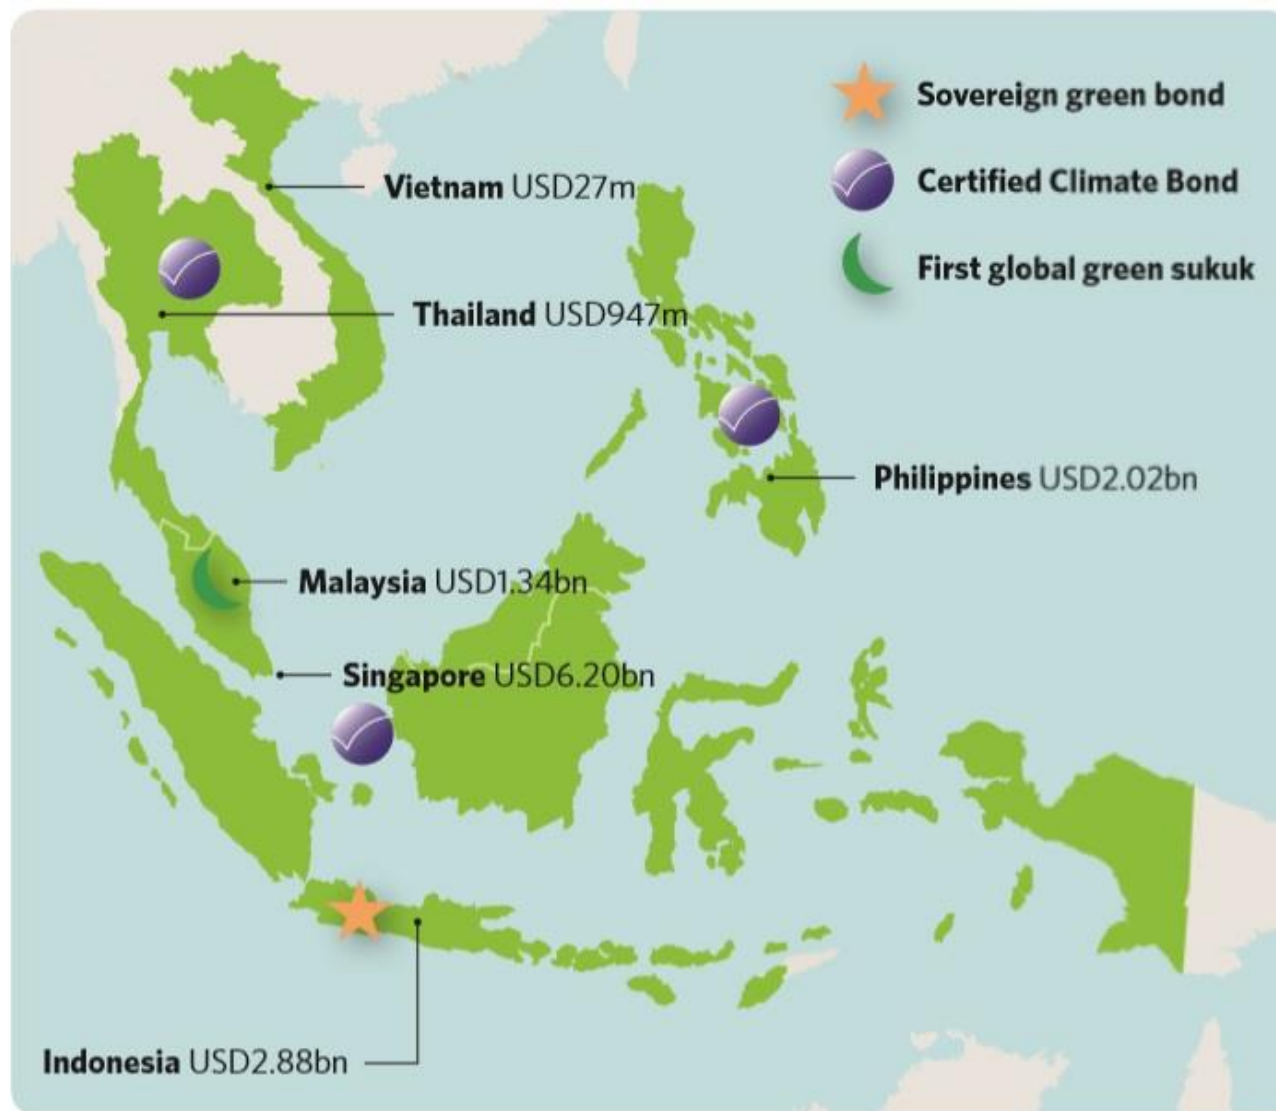 Sovereign green bond
Certified Climate Bond
First global green sukuk
Vietnam USD27m
Thailand USD947m
Philippines USD2.02bn
Malaysia USD1.34bn
Singapore USD6.20bn
Indonesia USD2.88bn